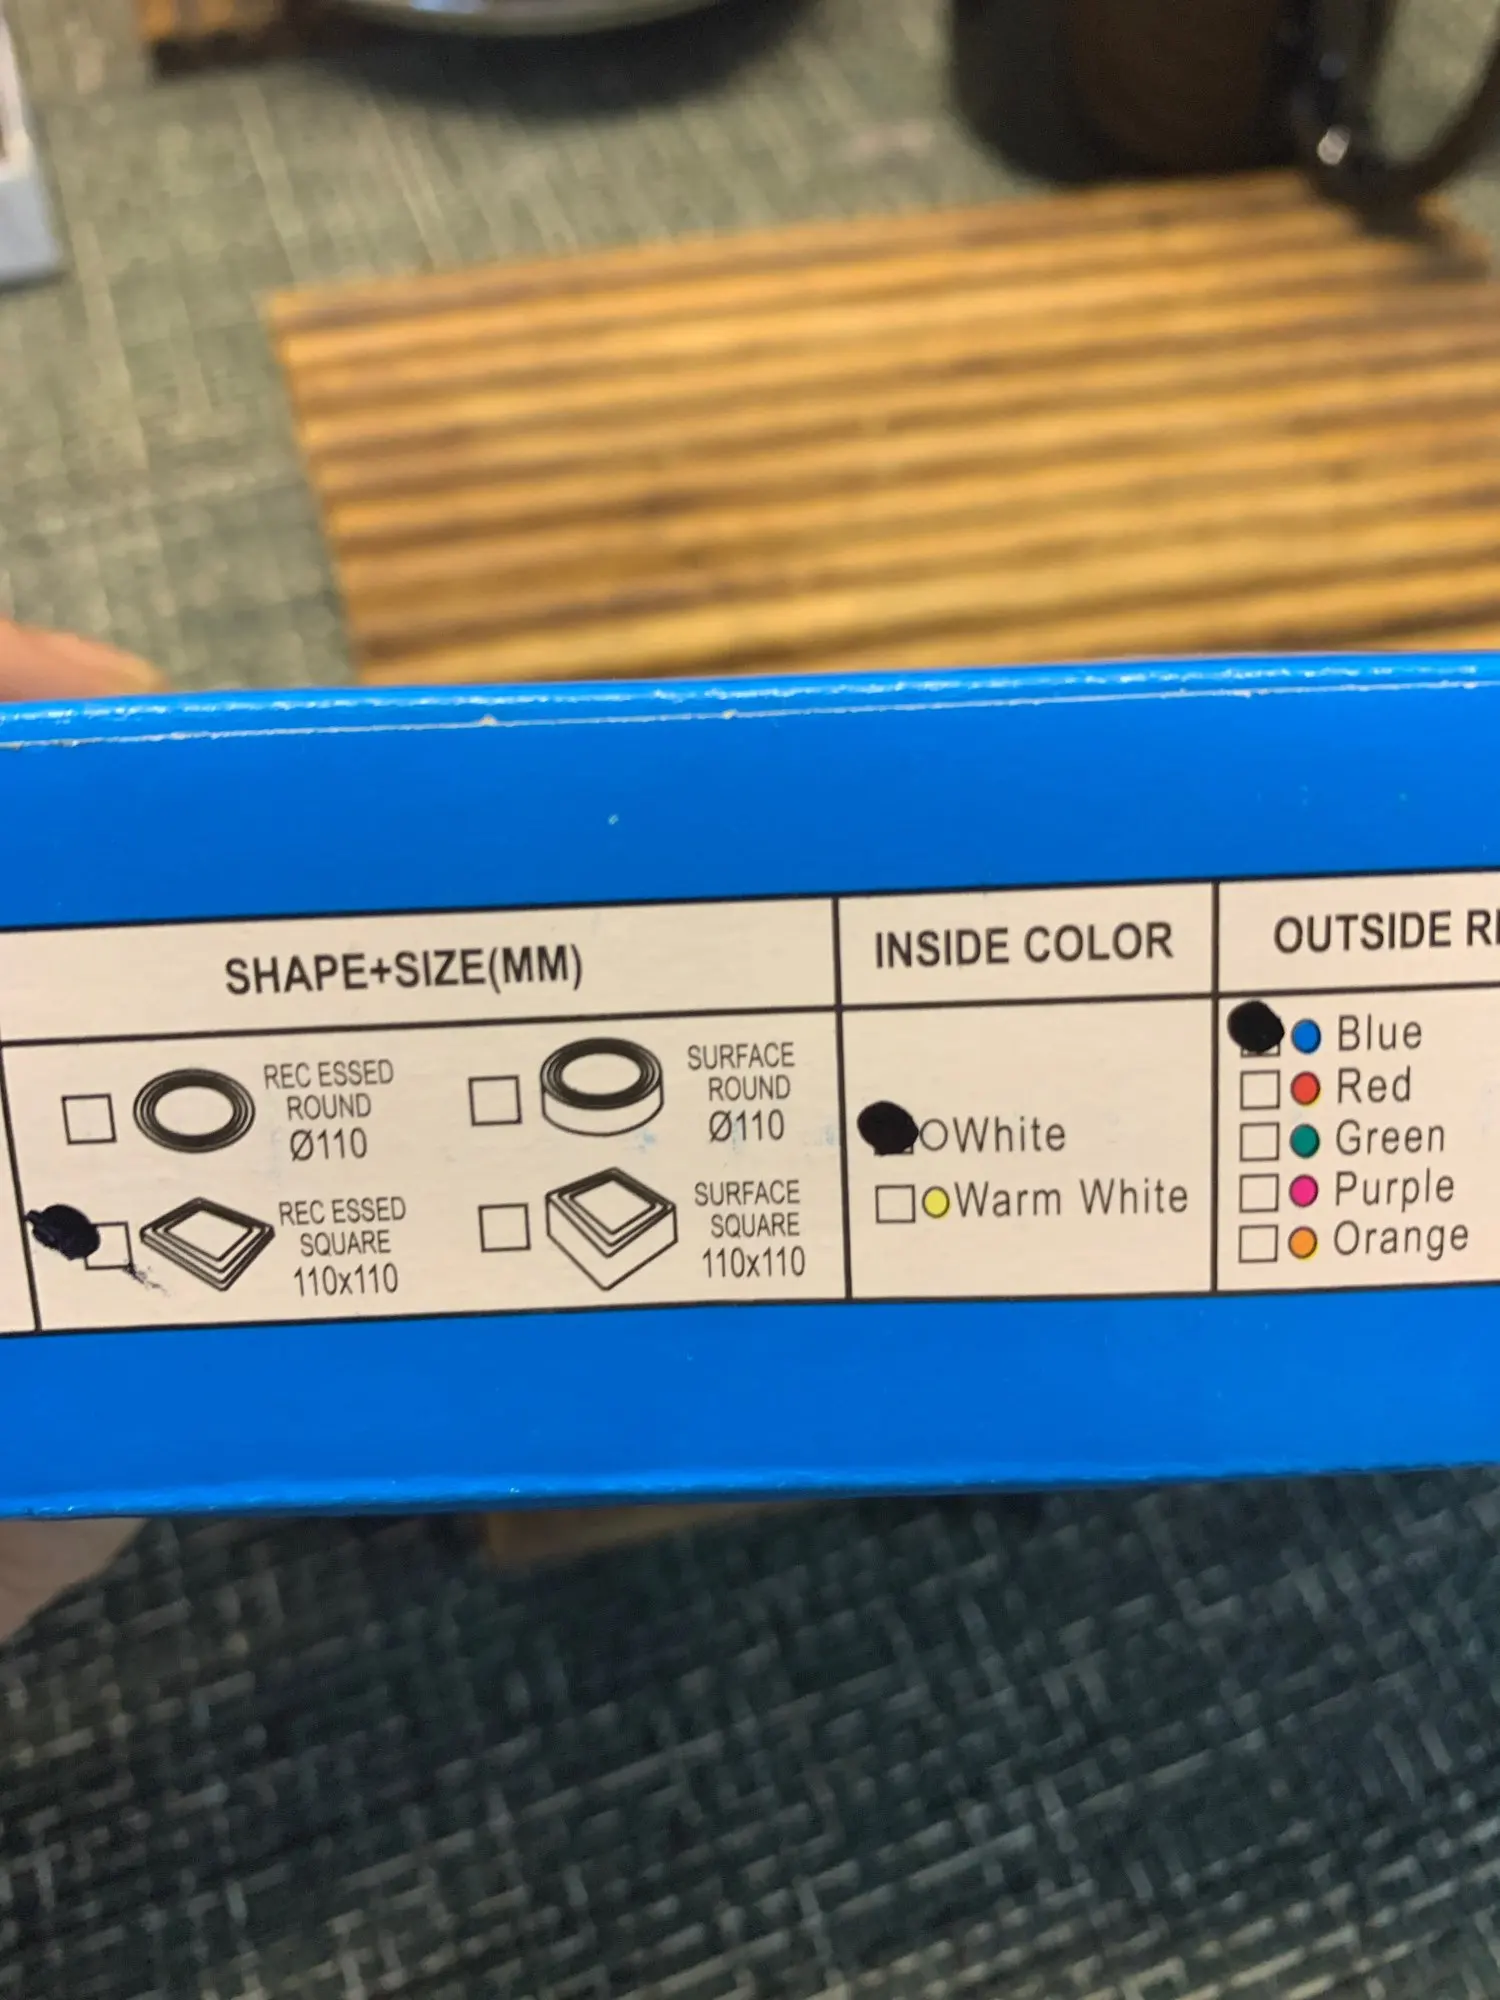 SHAPE+SIZE(MM)
REC ESSED
ROUND
Ø110
SURFACE
ROUND
Ø110
REC ESSED
SQUARE
110x110
SURFACE
SQUARE
110x110
INSIDE COLOR
White
Warm White
OUTSIDE
Blue
Red
Green
Purple
Orange